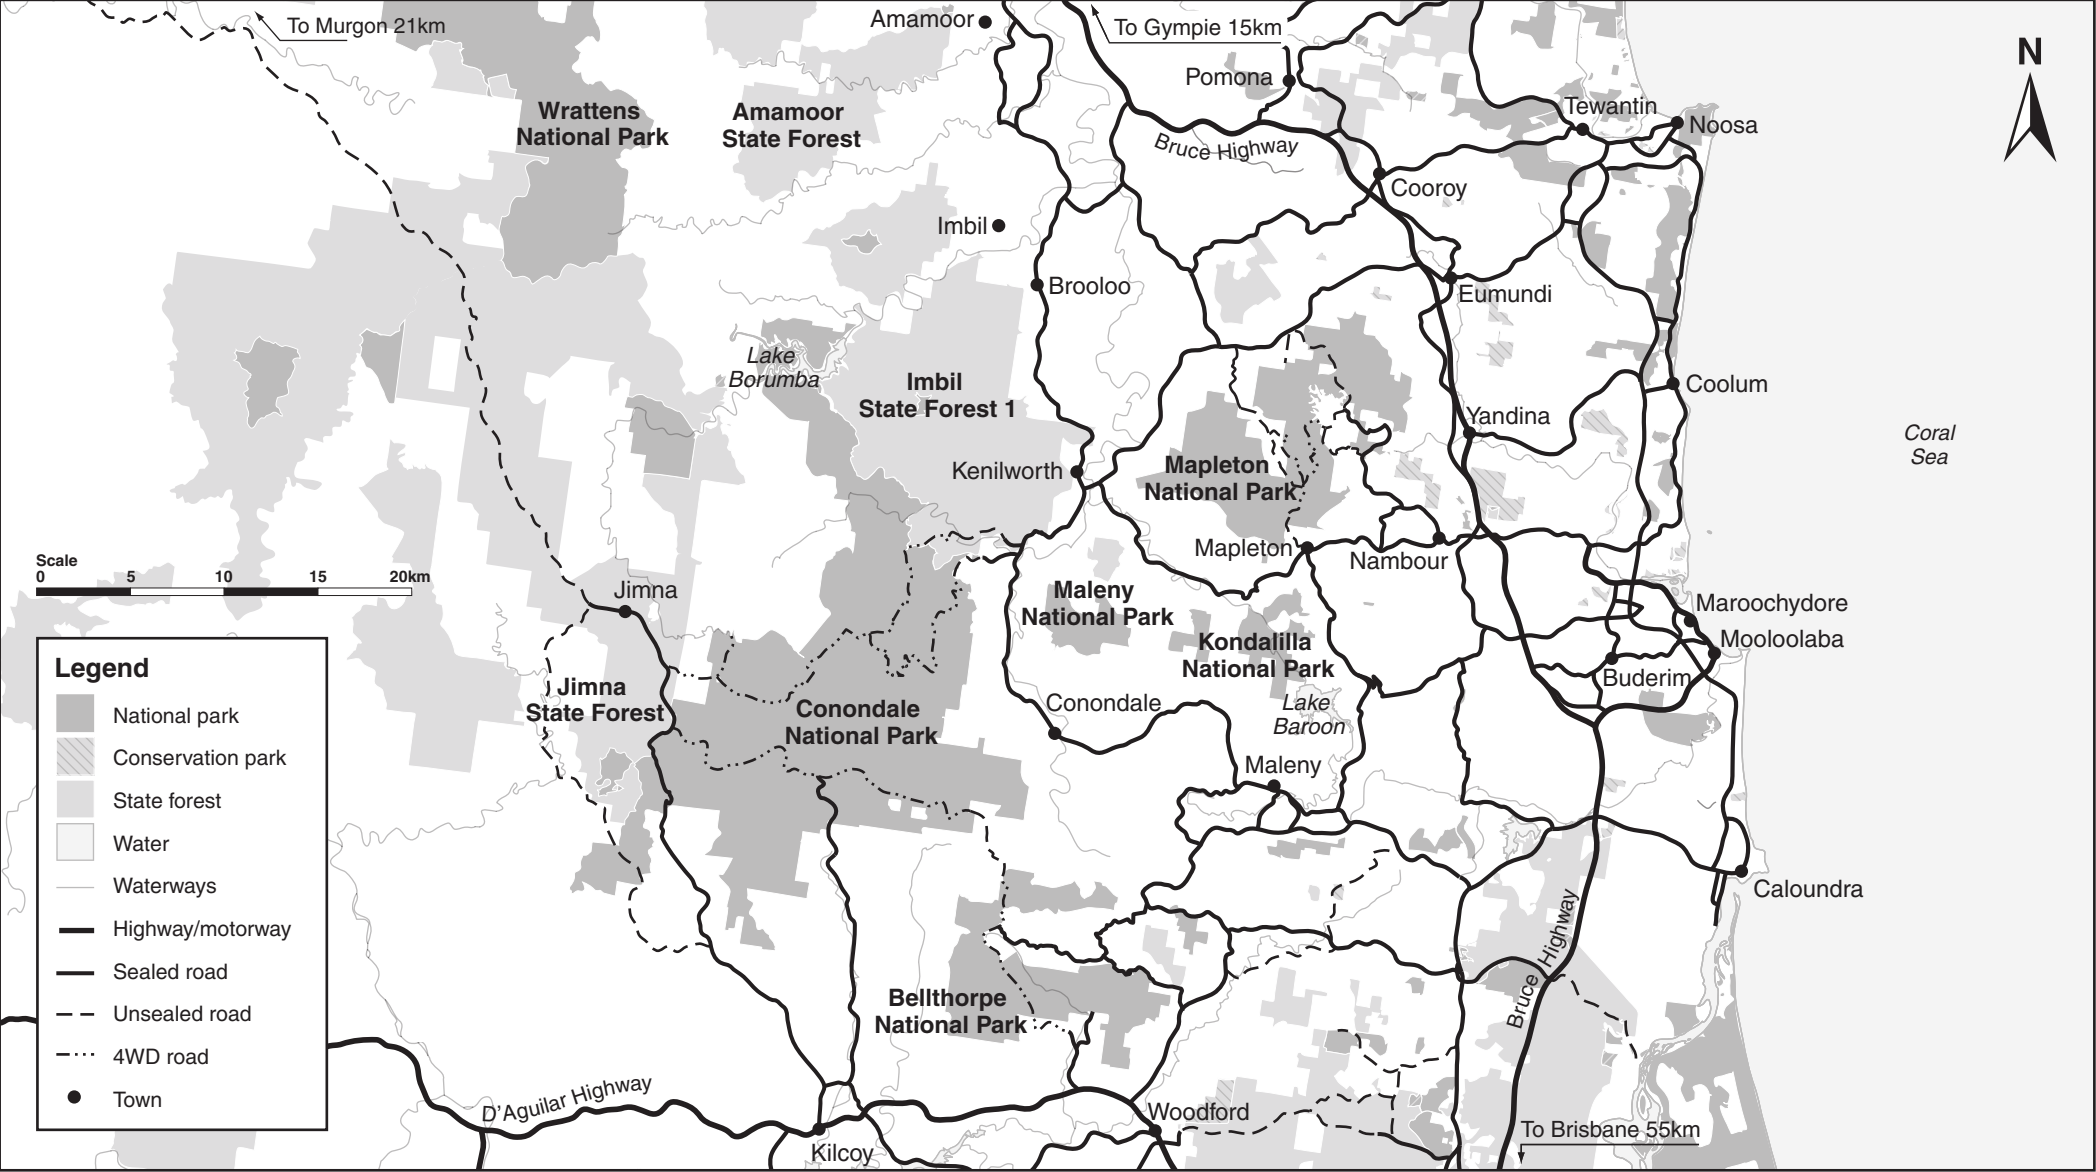 To Murgon 21km
Amamoor
To Gympie 15km
N
Pomona
Wrattens
National Park
Amamoor
State Forest
Tewantin
Noosa
Bruce Highway
Cooroy
Imbil
Brooloo
Eumundi
Lake
Borumba
Imbil
State Forest 1
Coolum
Yandina
Coral
Sea
Kenilworth
Mapleton
National Park
Mapleton
Nambour
Scale
0 5 10 15 20km
Jimna
Maleny
National Park
Maroochydore
Mooloolaba
Kondalilla
National Park
Buderim
Jimna
State Forest
Conondale
National Park
Conondale
Lake
Baroon
Maleny
Caloundra
Bruce Highway
Bellthorpe
National Park
D'Aguilar Highway
Woodford
Kilcoy
To Brisbane 55km
Legend
National park
Conservation park
State forest
Water
Waterways
Highway/motorway
Sealed road
Unsealed road
4WD road
Town